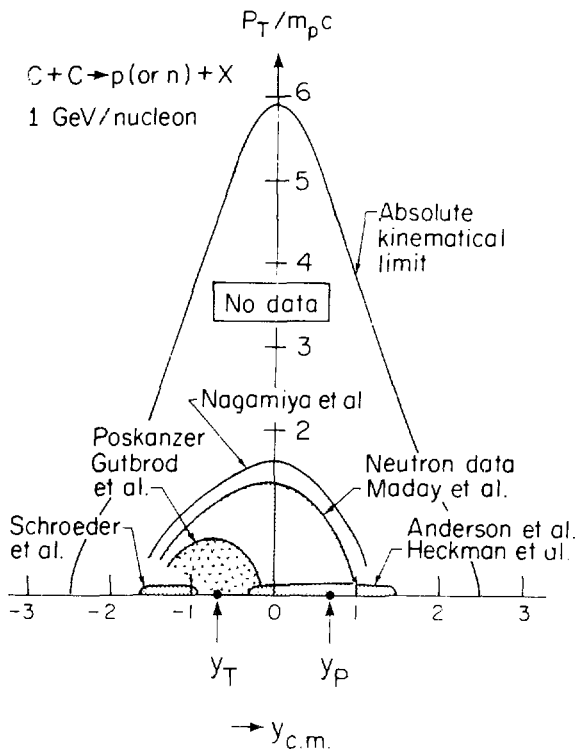 P_T/m_pc
C+C→p(or n)+X
1 GeV/nucleon
6
5
Absolute
kinematical
limit
4
No data
3
Nagamiya et al
2
Poskanzer
Gutbrod
et al.
Neutron data
Maday et al.
Schroeder
et al.
Anderson et al.
Heckman et al.
-3 -2 -1 0 1 2 3
y_T y_P
→ y_c.m.